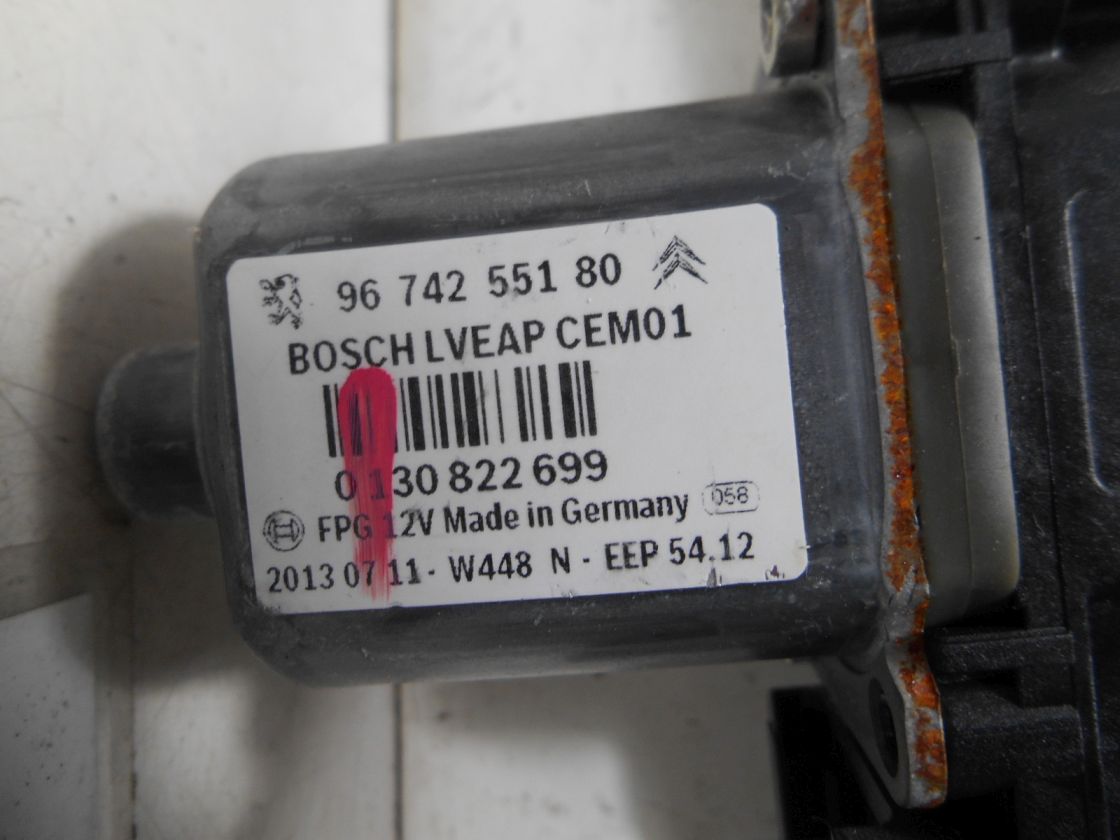 96 742 551 80
BOSCH LVEAP CEM01
0 130 822 699
FPG 12V Made in Germany 058
2013 07 11 - W448 N - EEP 54.12